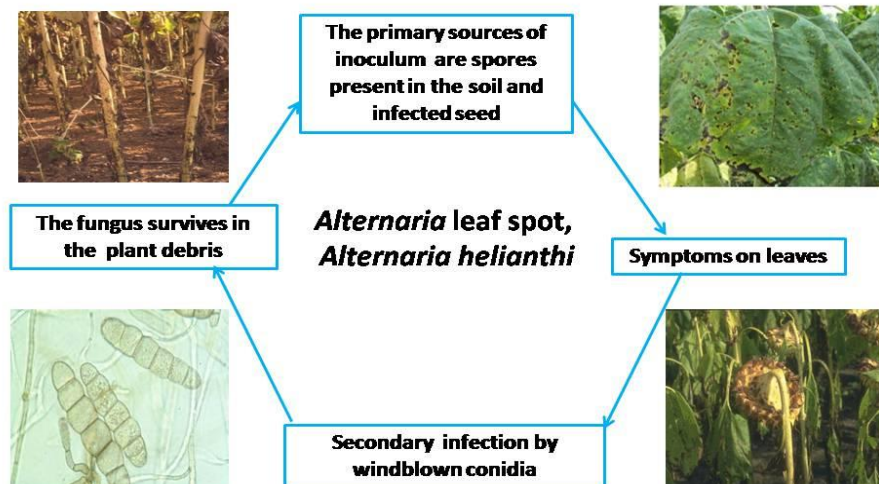 The primary sources of
inoculum are spores
present in the soil and
infected seed
The fungus survives in
the plant debris
Alternaria leaf spot,
Alternaria helianthi
Symptoms on leaves
Secondary infection by
windblown conidia